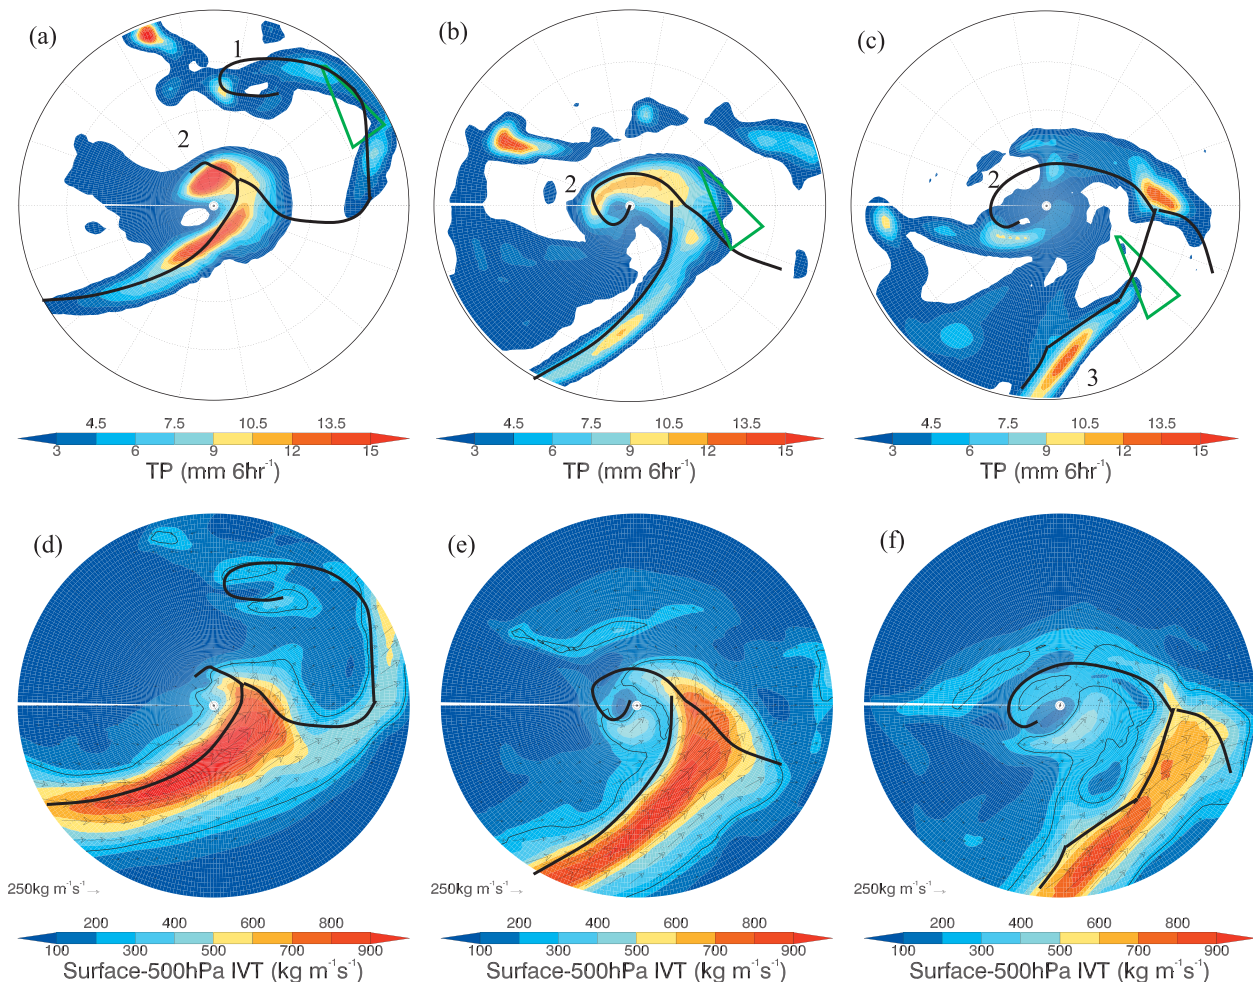 (a) (b) (c)
1
2 2 2
3
4.5 7.5 10.5 13.5 4.5 7.5 10.5 13.5 4.5 7.5 10.5 13.5
3 6 9 12 15 3 6 9 12 15 3 6 9 12 15
TP (mm 6hr⁻¹) TP (mm 6hr⁻¹) TP (mm 6hr⁻¹)
(d) (e) (f)
250kg m⁻¹s⁻¹ 250kg m⁻¹s⁻¹ 250kg m⁻¹s⁻¹
200 400 600 800 200 400 600 800 200 400 600 800
100 300 500 700 900 100 300 500 700 900 100 300 500 700 900
Surface-500hPa IVT (kg m⁻¹s⁻¹) Surface-500hPa IVT (kg m⁻¹s⁻¹) Surface-500hPa IVT (kg m⁻¹s⁻¹)